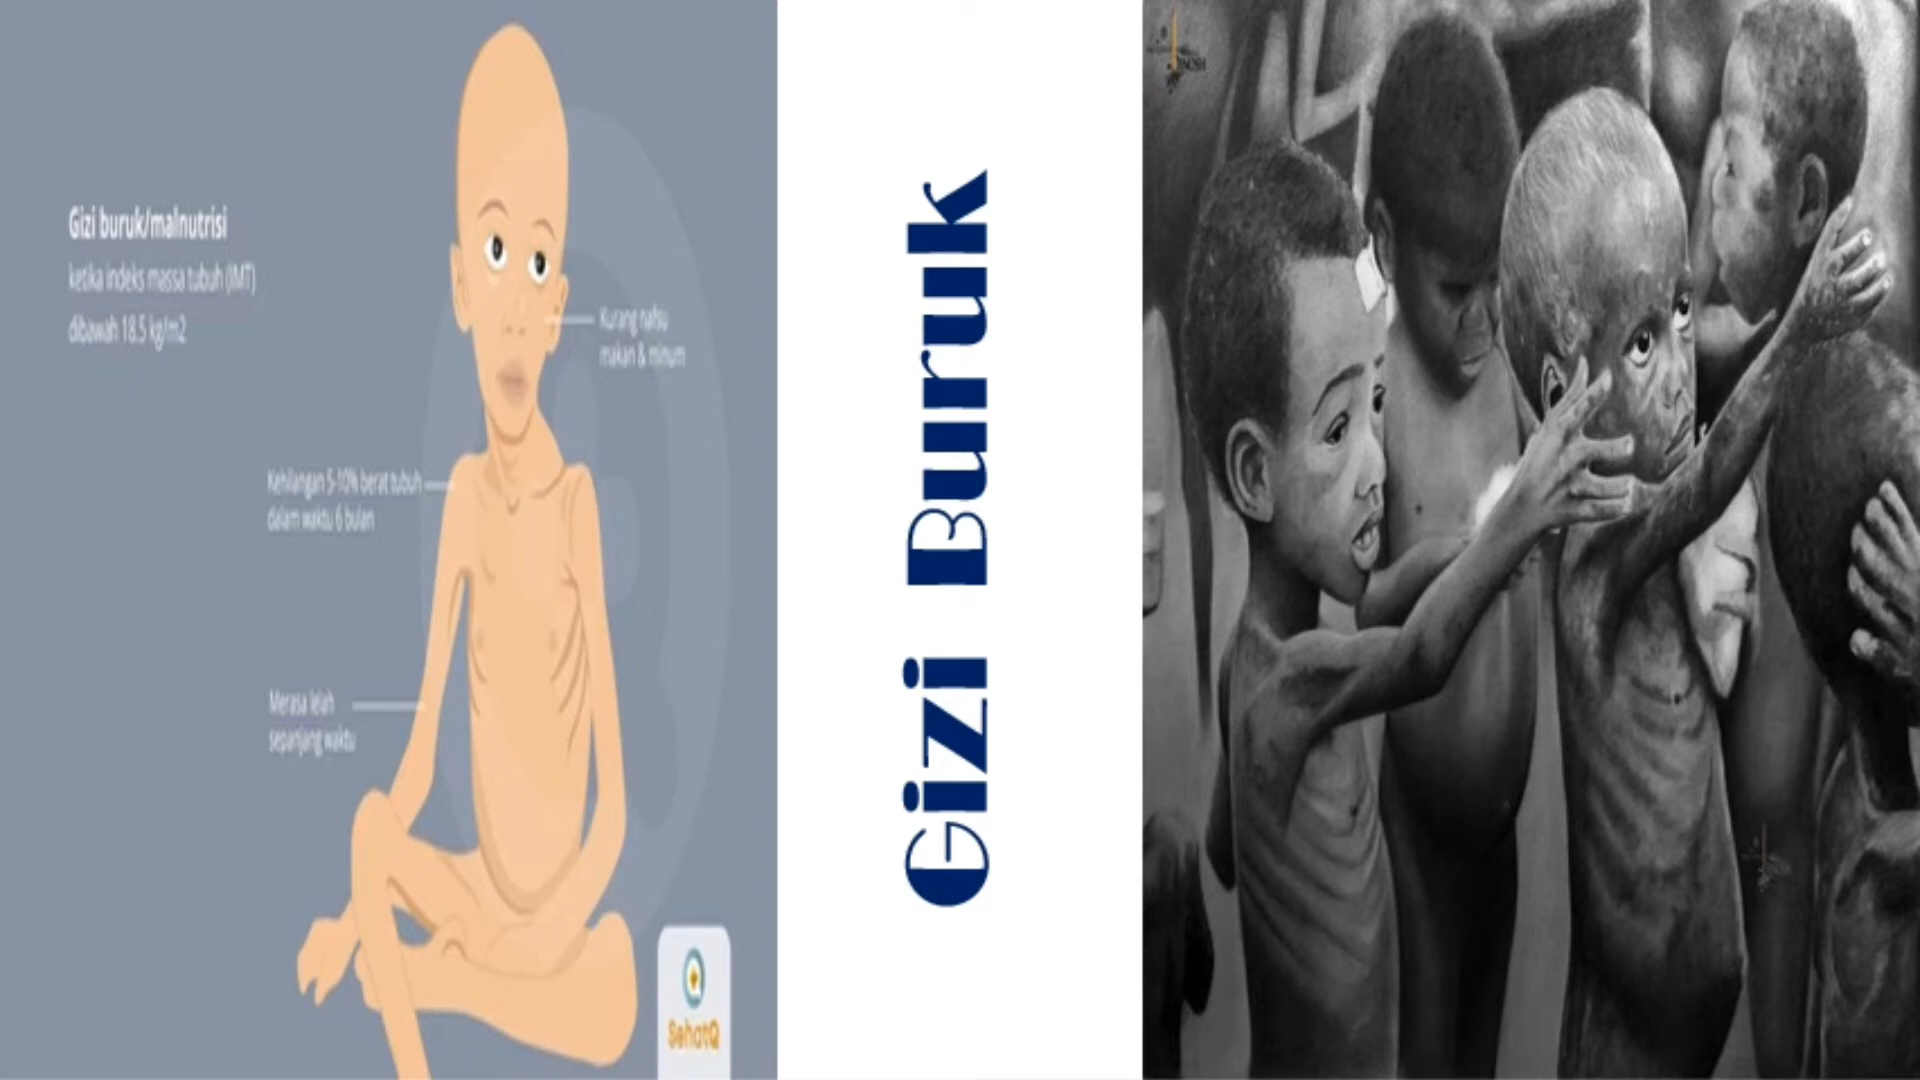 Gizi buruk/malnutrisi
ketika indeks massa tubuh (IMT)
dibawah 18.5 kg/m2
Kurang nafsu
makan & minum
Kehilangan 5-10% berat tubuh
dalam waktu 6 bulan
Merasa lelah
sepanjang waktu
SehatQ
Gizi Buruk